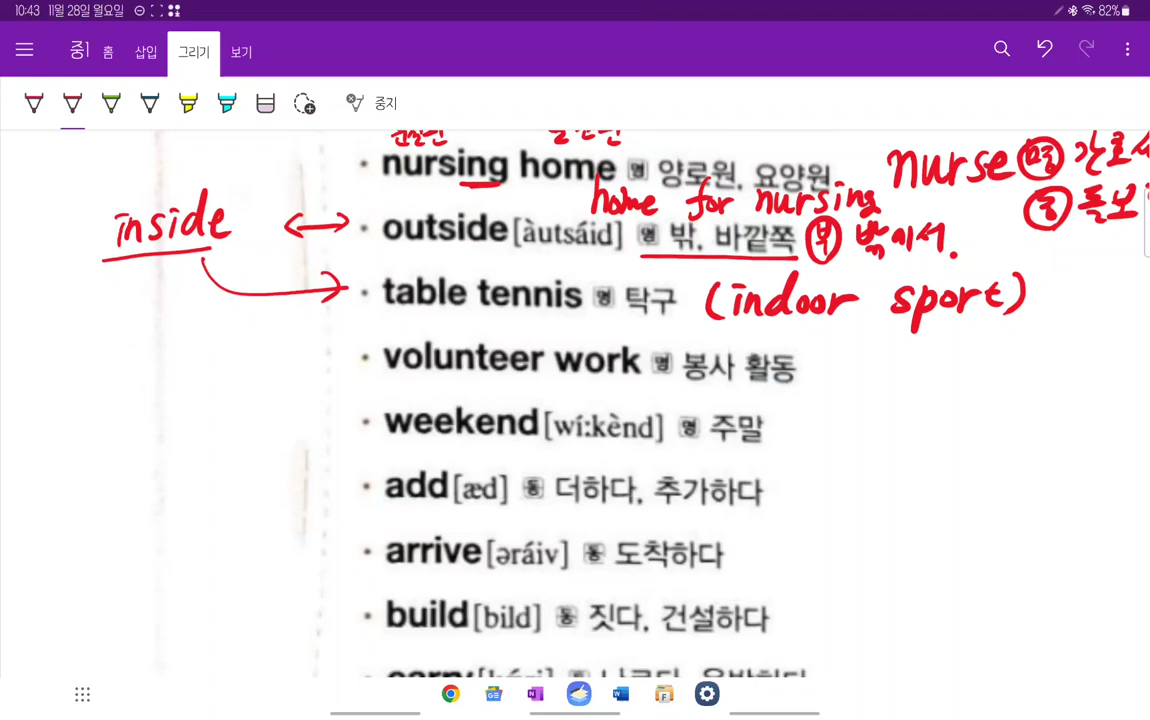 10:43 11월 28일 월요일 82%
중1 홈 삽입 그리기 보기
중지
nursing home 명 양로원, 요양원 nurse 명 간호사
home for nursing 동 돌보
inside ↔ outside[àutsáid] 명 밖, 바깥쪽 부 밖에서.
table tennis 명 탁구 (indoor sport)
volunteer work 명 봉사 활동
weekend[wíːkènd] 명 주말
add[æd] 동 더하다, 추가하다
arrive[əráiv] 동 도착하다
build[bild] 동 짓다, 건설하다